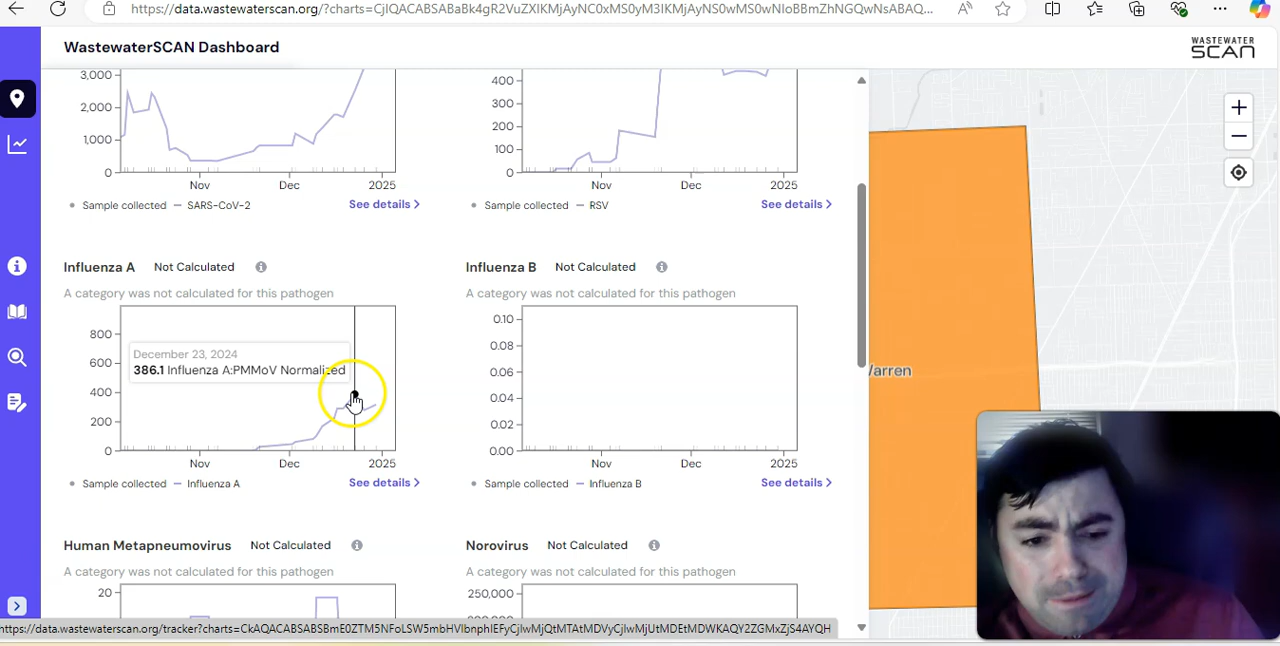 https://data.wastewaterscan.org/?charts=CjIQACABSABaBk4gR2VuZXIKMjAyNC0xMS0yM3IKMjAyNS0wMS0wNIoBBmZhNGQwNsABAQ...
WastewaterSCAN Dashboard
WASTEWATER
SCAN
3,000
2,000
1,000
0
Nov
Dec
2025
Sample collected
SARS-CoV-2
See details >
400
300
200
100
0
Nov
Dec
2025
Sample collected
RSV
See details >
Influenza A
Not Calculated
A category was not calculated for this pathogen
800
600
400
200
0
December 23, 2024
386.1 Influenza A:PMMoV Normalized
Nov
Dec
2025
Sample collected
Influenza A
See details >
Influenza B
Not Calculated
A category was not calculated for this pathogen
0.10
0.08
0.06
0.04
0.02
0.00
Nov
Dec
2025
Sample collected
Influenza B
See details >
Human Metapneumovirus
Not Calculated
A category was not calculated for this pathogen
20
Norovirus
Not Calculated
A category was not calculated for this pathogen
250,000
Warren
https://data.wastewaterscan.org/tracker?charts=CkAQACABSABSBmE0ZTM5NFoLSW5mbHVlbnphIEFyCjIwMjQtMTAtMDVyCjIwMjUtMDEtMDWKAQY2ZGMxZjS4AYQH